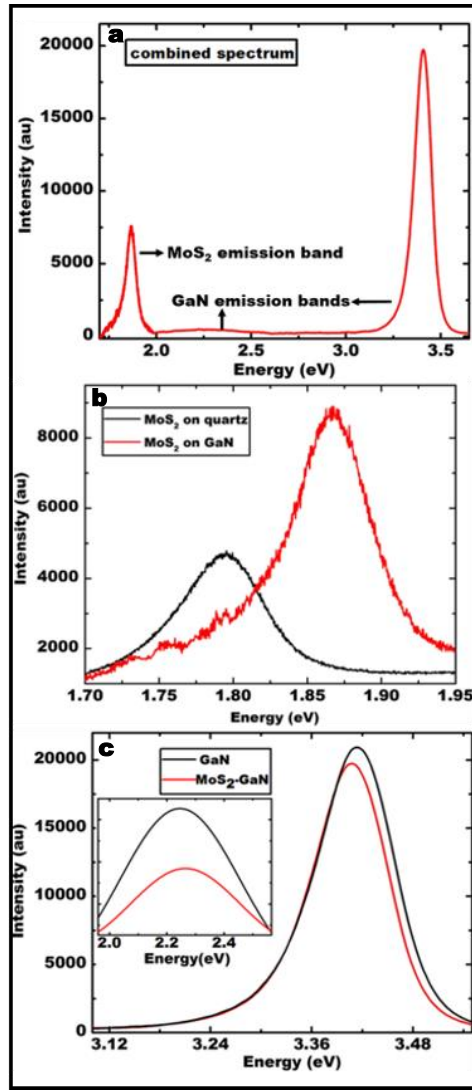 a
combined spectrum
20000
15000
10000
5000
0
Intensity (au)
MoS₂ emission band
GaN emission bands
2.0 2.5 3.0 3.5
Energy (eV)
b
MoS₂ on quartz
MoS₂ on GaN
8000
6000
4000
2000
Intensity (au)
1.70 1.75 1.80 1.85 1.90 1.95
Energy (eV)
c
GaN
MoS₂-GaN
20000
15000
10000
5000
0
Intensity (au)
2.0 2.2 2.4
Energy(eV)
3.12 3.24 3.36 3.48
Energy (eV)